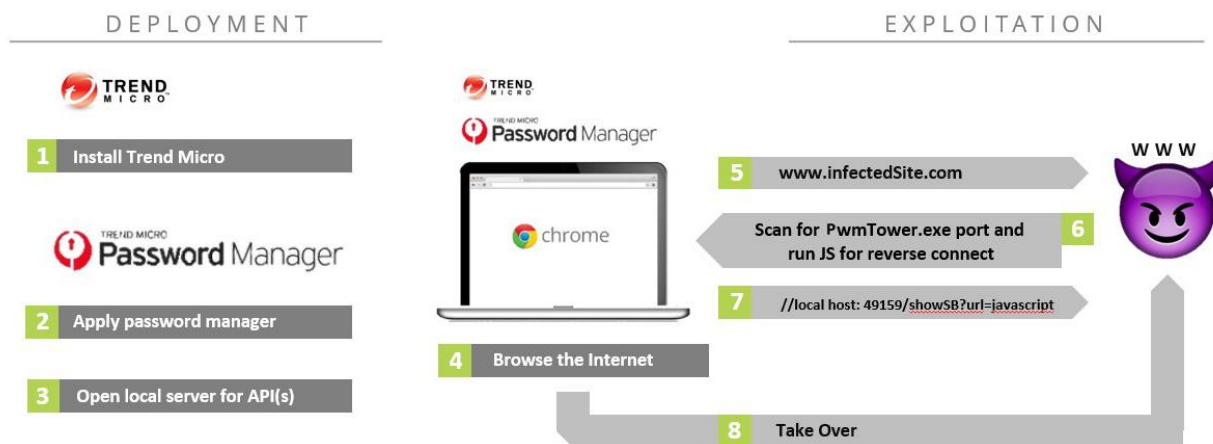 DEPLOYMENT
EXPLOITATION
TREND
MICRO
1 Install Trend Micro
TREND MICRO
Password Manager
2 Apply password manager
3 Open local server for API(s)
TREND
MICRO
TREND MICRO
Password Manager
chrome
4 Browse the Internet
5 www.infectedSite.com
W W W
Scan for PwmTower.exe port and
run JS for reverse connect
6
7 //local host: 49159/showSB?url=javascript
8 Take Over